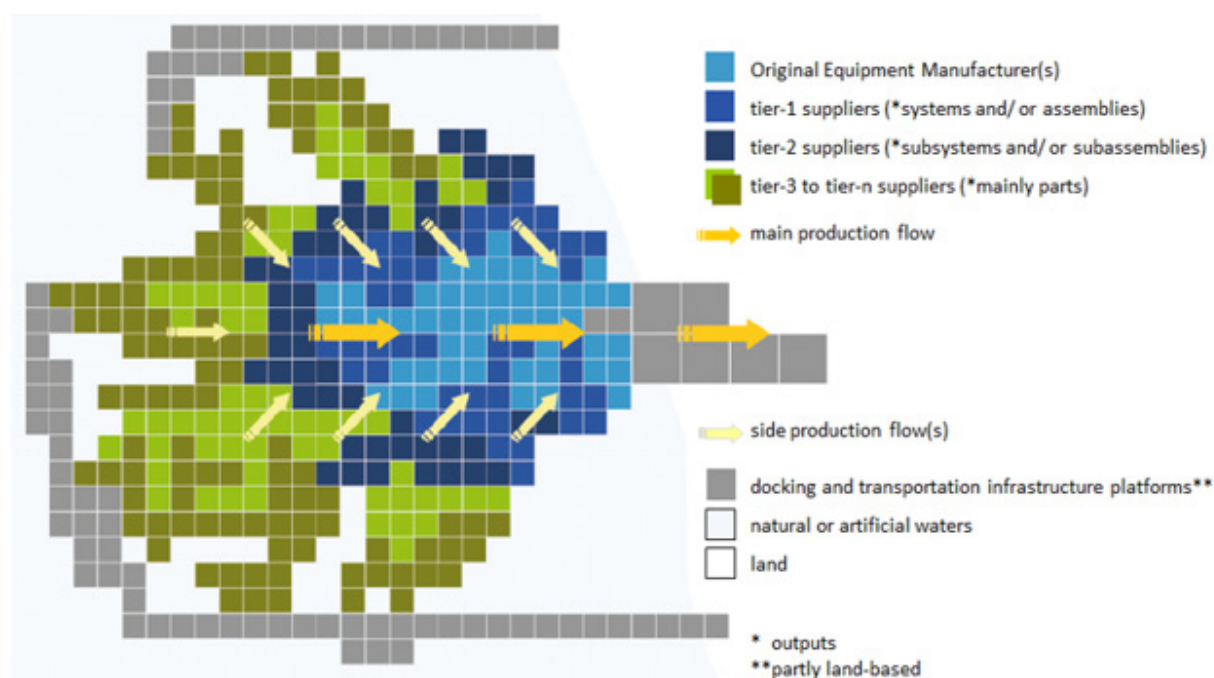 Original Equipment Manufacturer(s)
tier-1 suppliers (*systems and/ or assemblies)
tier-2 suppliers (*subsystems and/ or subassemblies)
tier-3 to tier-n suppliers (*mainly parts)
main production flow
side production flow(s)
docking and transportation infrastructure platforms**
natural or artificial waters
land
* outputs
**partly land-based